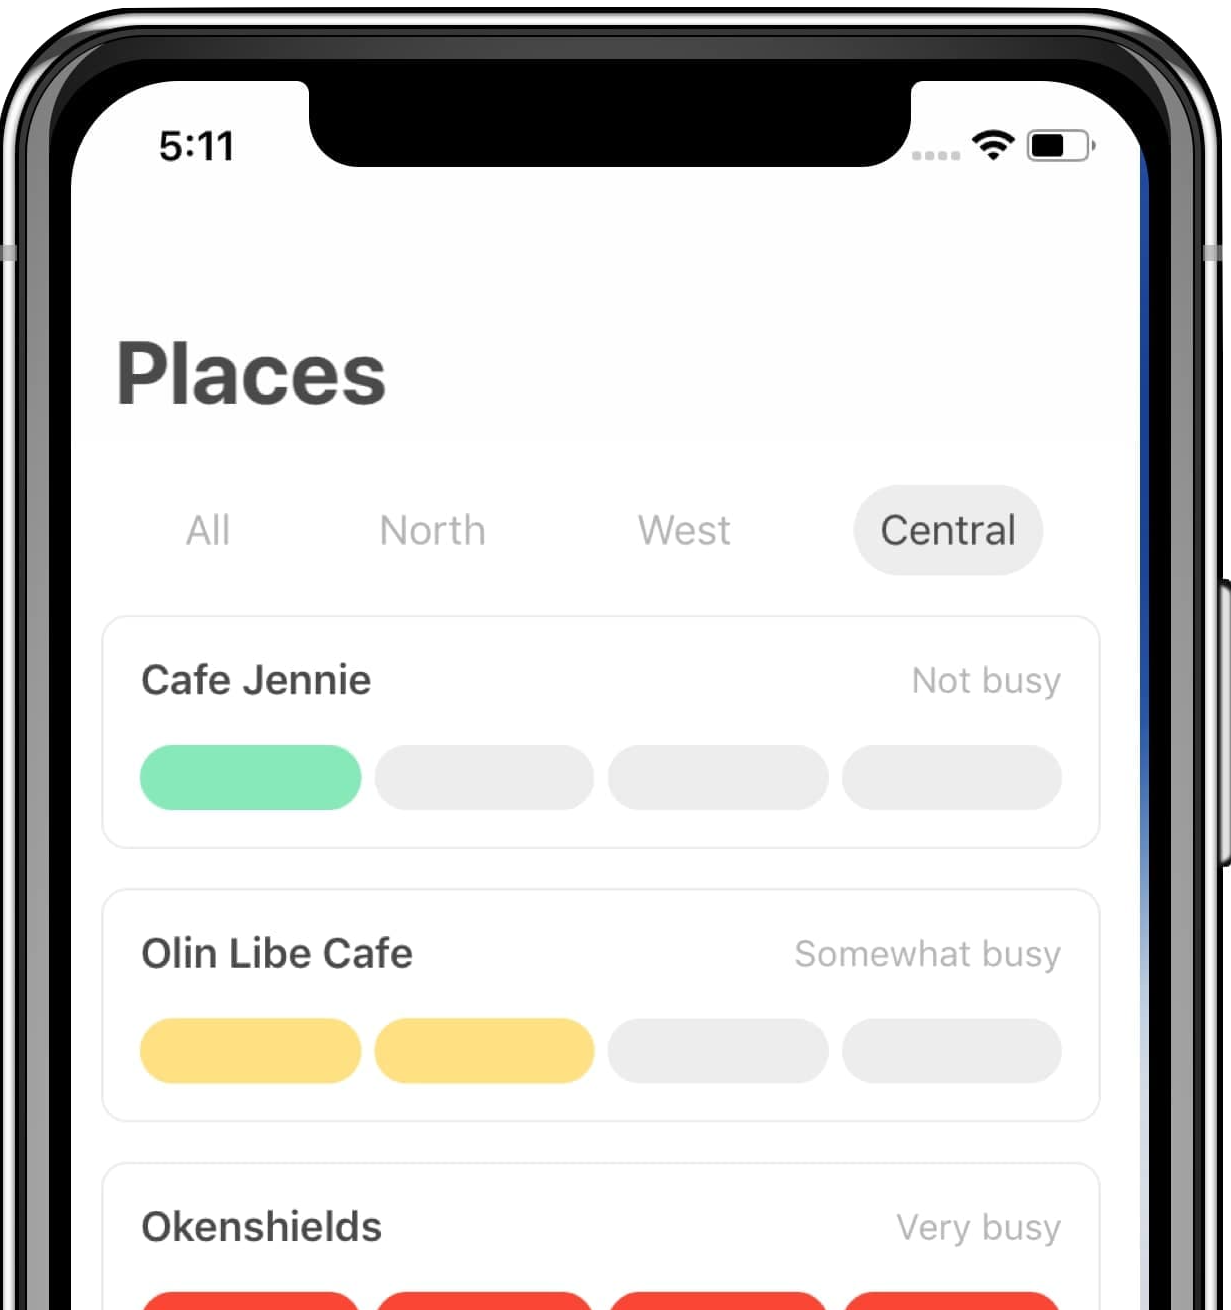 5:11
Places
All North West Central
Cafe Jennie Not busy
Olin Libe Cafe Somewhat busy
Okenshields Very busy